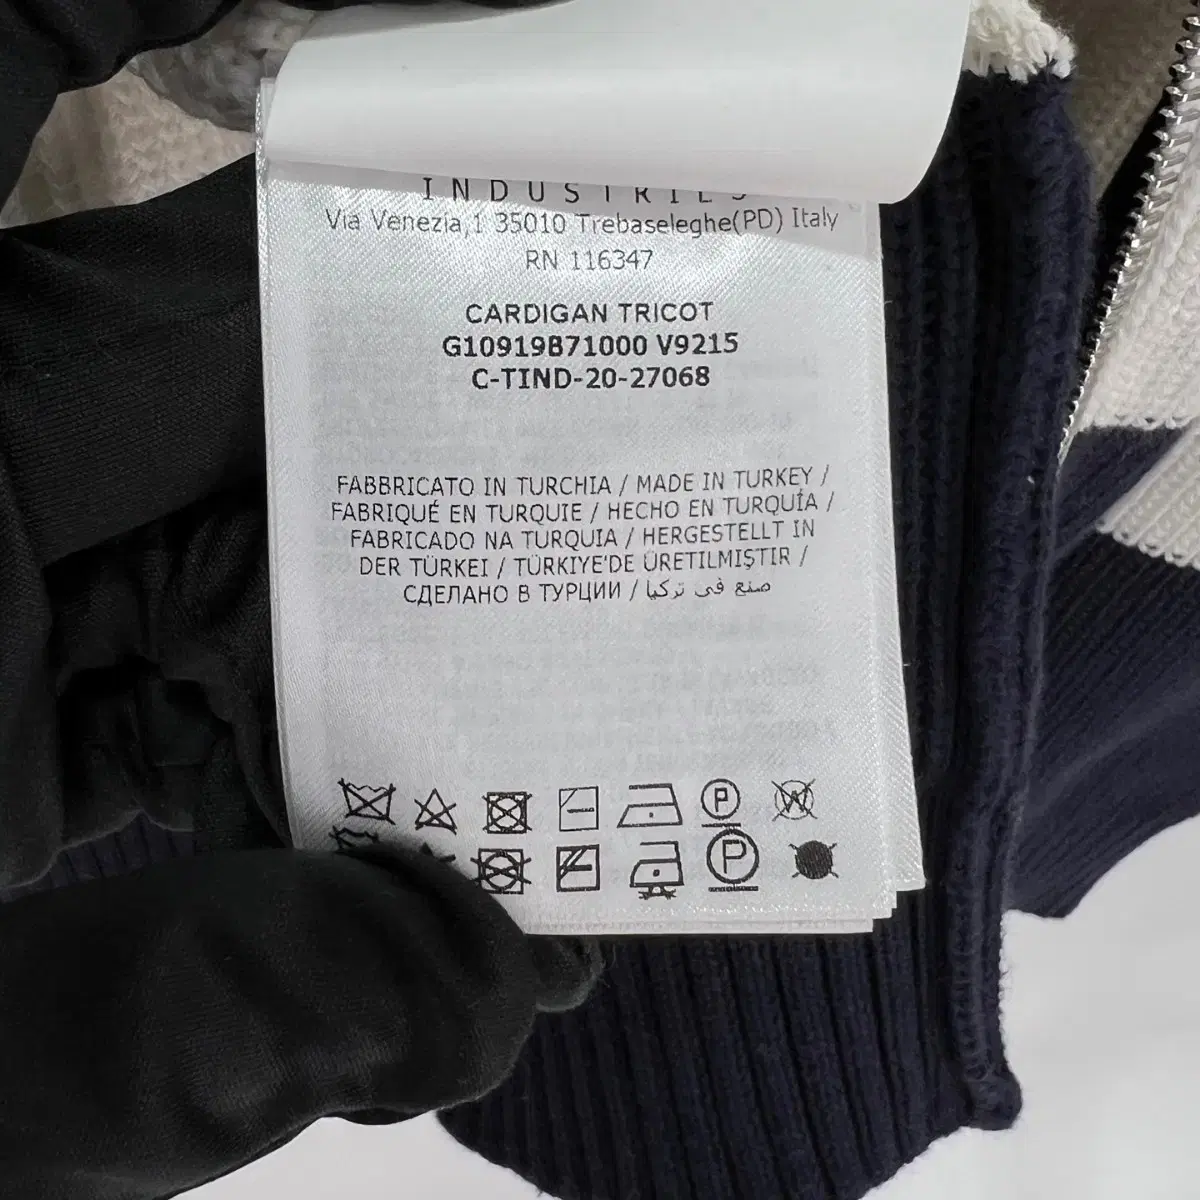 INDUSTRIES
Via Venezia,1 35010 Trebaseleghe(PD) Italy
RN 116347
CARDIGAN TRICOT
G10919B71000 V9215
C-TIND-20-27068
FABBRICATO IN TURCHIA / MADE IN TURKEY /
FABRIQUÉ EN TURQUIE / HECHO EN TURQUÍA /
FABRICADO NA TURQUIA / HERGESTELLT IN
DER TÜRKEI / TÜRKIYE'DE ÜRETILMIŞTIR /
СДЕЛАНО В ТУРЦИИ / صنع في تركيا
P W
P